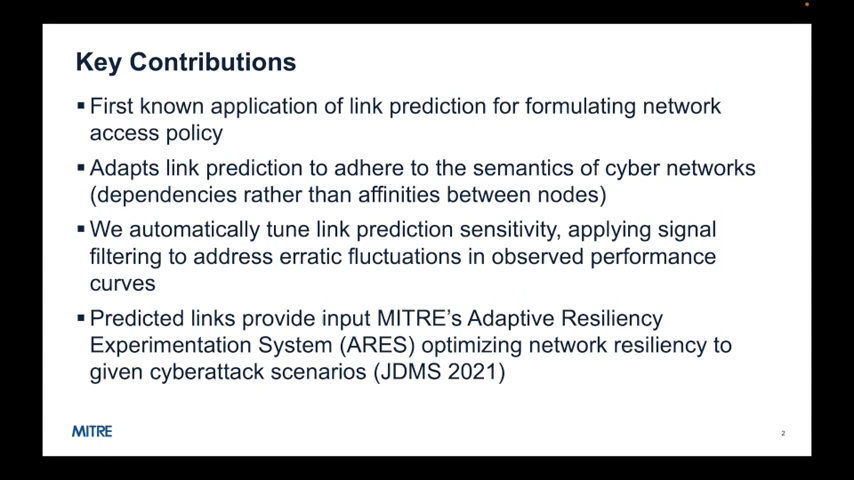 Key Contributions
▪ First known application of link prediction for formulating network
access policy
▪ Adapts link prediction to adhere to the semantics of cyber networks
(dependencies rather than affinities between nodes)
▪ We automatically tune link prediction sensitivity, applying signal
filtering to address erratic fluctuations in observed performance
curves
▪ Predicted links provide input MITRE's Adaptive Resiliency
Experimentation System (ARES) optimizing network resiliency to
given cyberattack scenarios (JDMS 2021)
MITRE
2